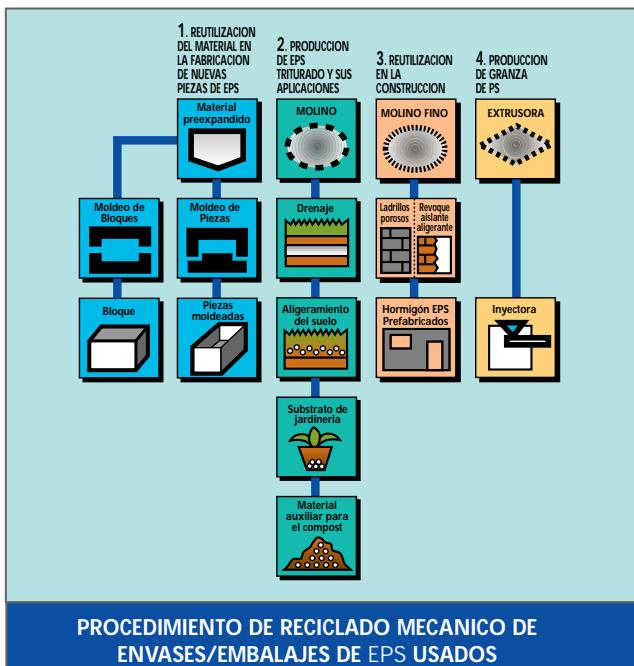 1. REUTILIZACION
DEL MATERIAL EN
LA FABRICACION
DE NUEVAS
PIEZAS DE EPS
2. PRODUCCION
DE EPS
TRITURADO Y SUS
APLICACIONES
3. REUTILIZACION
EN LA
CONSTRUCCION
4. PRODUCCION
DE GRANZA
DE PS
Material
preexpandido
MOLINO
MOLINO FINO
EXTRUSORA
Moldeo de
Bloques
Moldeo de
Piezas
Drenaje
Ladrillos
porosos
Revoque
aislante
aligerante
Bloque
Piezas
moldeadas
Aligeramiento
del suelo
Hormigón EPS
Prefabricados
Inyectora
Substrato de
jardineria
Material
auxiliar para
el compost
PROCEDIMIENTO DE RECICLADO MECANICO DE
ENVASES/EMBALAJES DE EPS USADOS